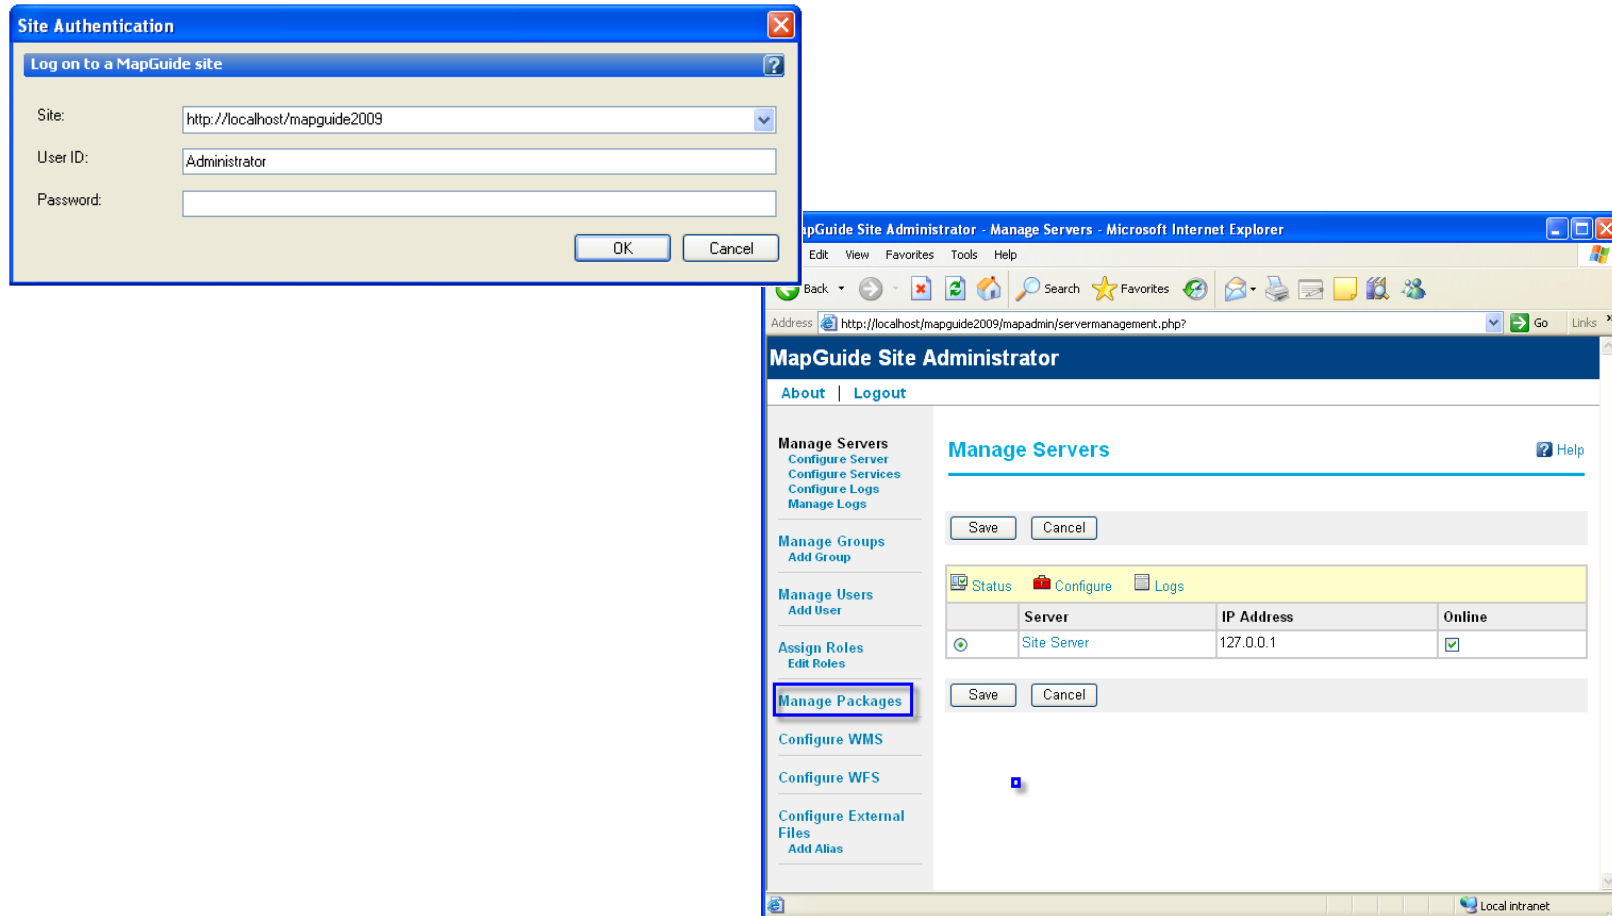 Site Authentication
Log on to a MapGuide site
Site:
http://localhost/mapguide2009
User ID:
Administrator
Password:
OK Cancel
pGuide Site Administrator - Manage Servers - Microsoft Internet Explorer
Edit View Favorites Tools Help
Back Search Favorites
Address http://localhost/mapguide2009/mapadmin/servermanagement.php? Go Links »
MapGuide Site Administrator
About | Logout
Manage Servers
Configure Server
Configure Services
Configure Logs
Manage Logs
Manage Groups
Add Group
Manage Users
Add User
Assign Roles
Edit Roles
Manage Packages
Configure WMS
Configure WFS
Configure External
Files
Add Alias
Manage Servers
Help
Save Cancel
Status Configure Logs
Server IP Address Online
Site Server 127.0.0.1
Save Cancel
Local intranet